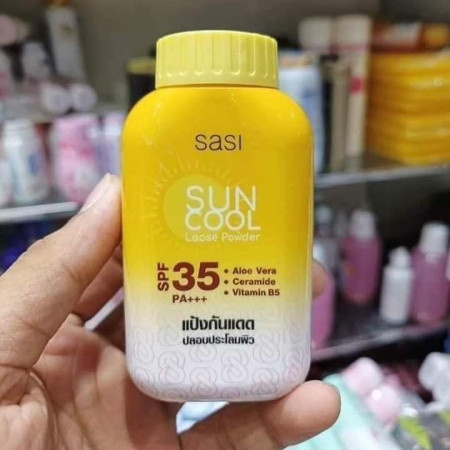 sasi
SUN
COOL
Loose Powder
SPF 35
PA+++
• Aloe Vera
• Ceramide
• Vitamin B5
แป้งกันแดด
ปลอบประโลมผิว